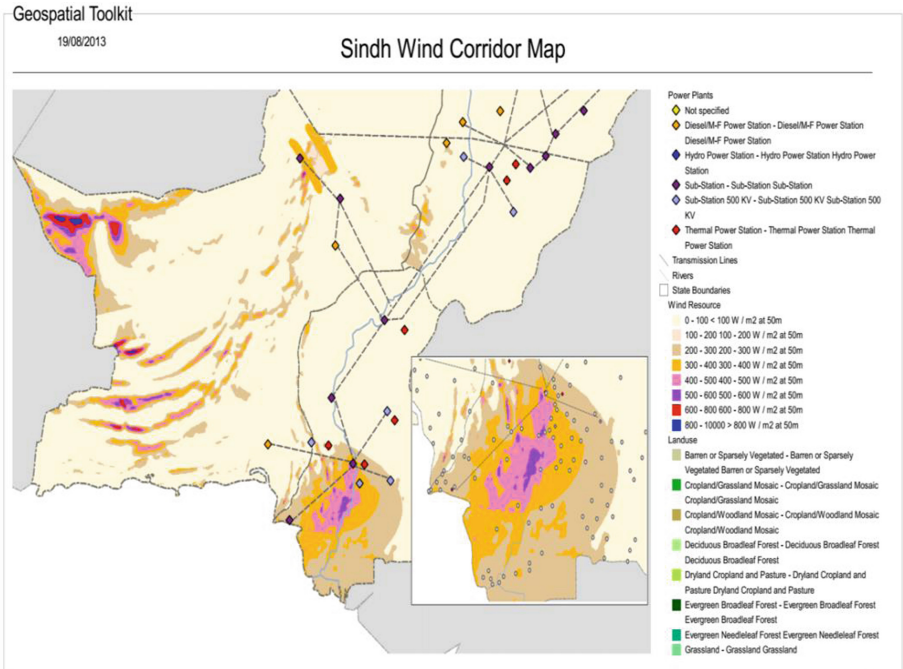 Geospatial Toolkit
19/08/2013
Sindh Wind Corridor Map
Power Plants
Not specified
Diesel/M-F Power Station - Diesel/M-F Power Station
Diesel/M-F Power Station
Hydro Power Station - Hydro Power Station Hydro Power
Station
Sub-Station - Sub-Station Sub-Station
Sub-Station 500 KV - Sub-Station 500 KV Sub-Station 500
KV
Thermal Power Station - Thermal Power Station Thermal
Power Station
Transmission Lines
Rivers
State Boundaries
Wind Resource
0 - 100 < 100 W / m2 at 50m
100 - 200 100 - 200 W / m2 at 50m
200 - 300 200 - 300 W / m2 at 50m
300 - 400 300 - 400 W / m2 at 50m
400 - 500 400 - 500 W / m2 at 50m
500 - 600 500 - 600 W / m2 at 50m
600 - 800 600 - 800 W / m2 at 50m
800 - 10000 > 800 W / m2 at 50m
Landuse
Barren or Sparsely Vegetated - Barren or Sparsely
Vegetated Barren or Sparsely Vegetated
Cropland/Grassland Mosaic - Cropland/Grassland Mosaic
Cropland/Grassland Mosaic
Cropland/Woodland Mosaic - Cropland/Woodland Mosaic
Cropland/Woodland Mosaic
Deciduous Broadleaf Forest - Deciduous Broadleaf Forest
Deciduous Broadleaf Forest
Dryland Cropland and Pasture - Dryland Cropland and
Pasture Dryland Cropland and Pasture
Evergreen Broadleaf Forest - Evergreen Broadleaf Forest
Evergreen Broadleaf Forest
Evergreen Needleleaf Forest Evergreen Needleleaf Forest
Grassland - Grassland Grassland